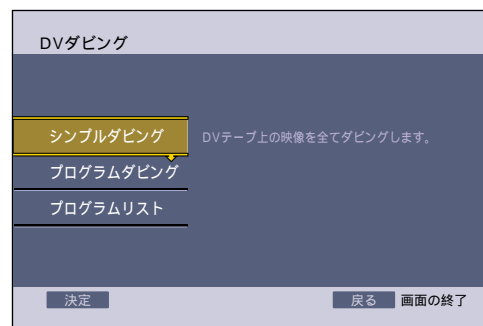 DVダビング
シンプルダビング
DVテープ上の映像を全てダビングします。
プログラムダビング
プログラムリスト
決定
戻る 画面の終了